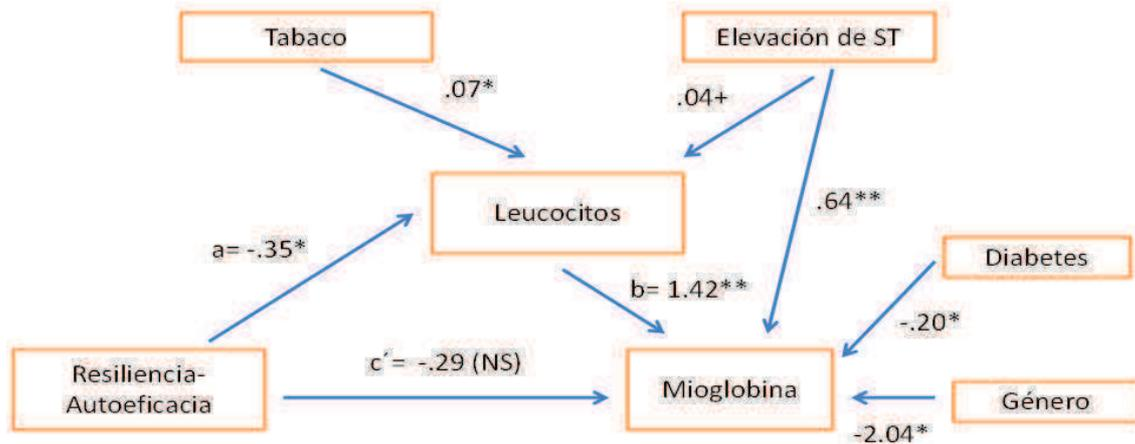 Tabaco
Elevación de ST
.07*
.04+
Leucocitos
.64**
a= -.35*
Diabetes
b= 1.42**
-.20*
c´= -.29 (NS)
Resiliencia-
Autoeficacia
Mioglobina
Género
-2.04*